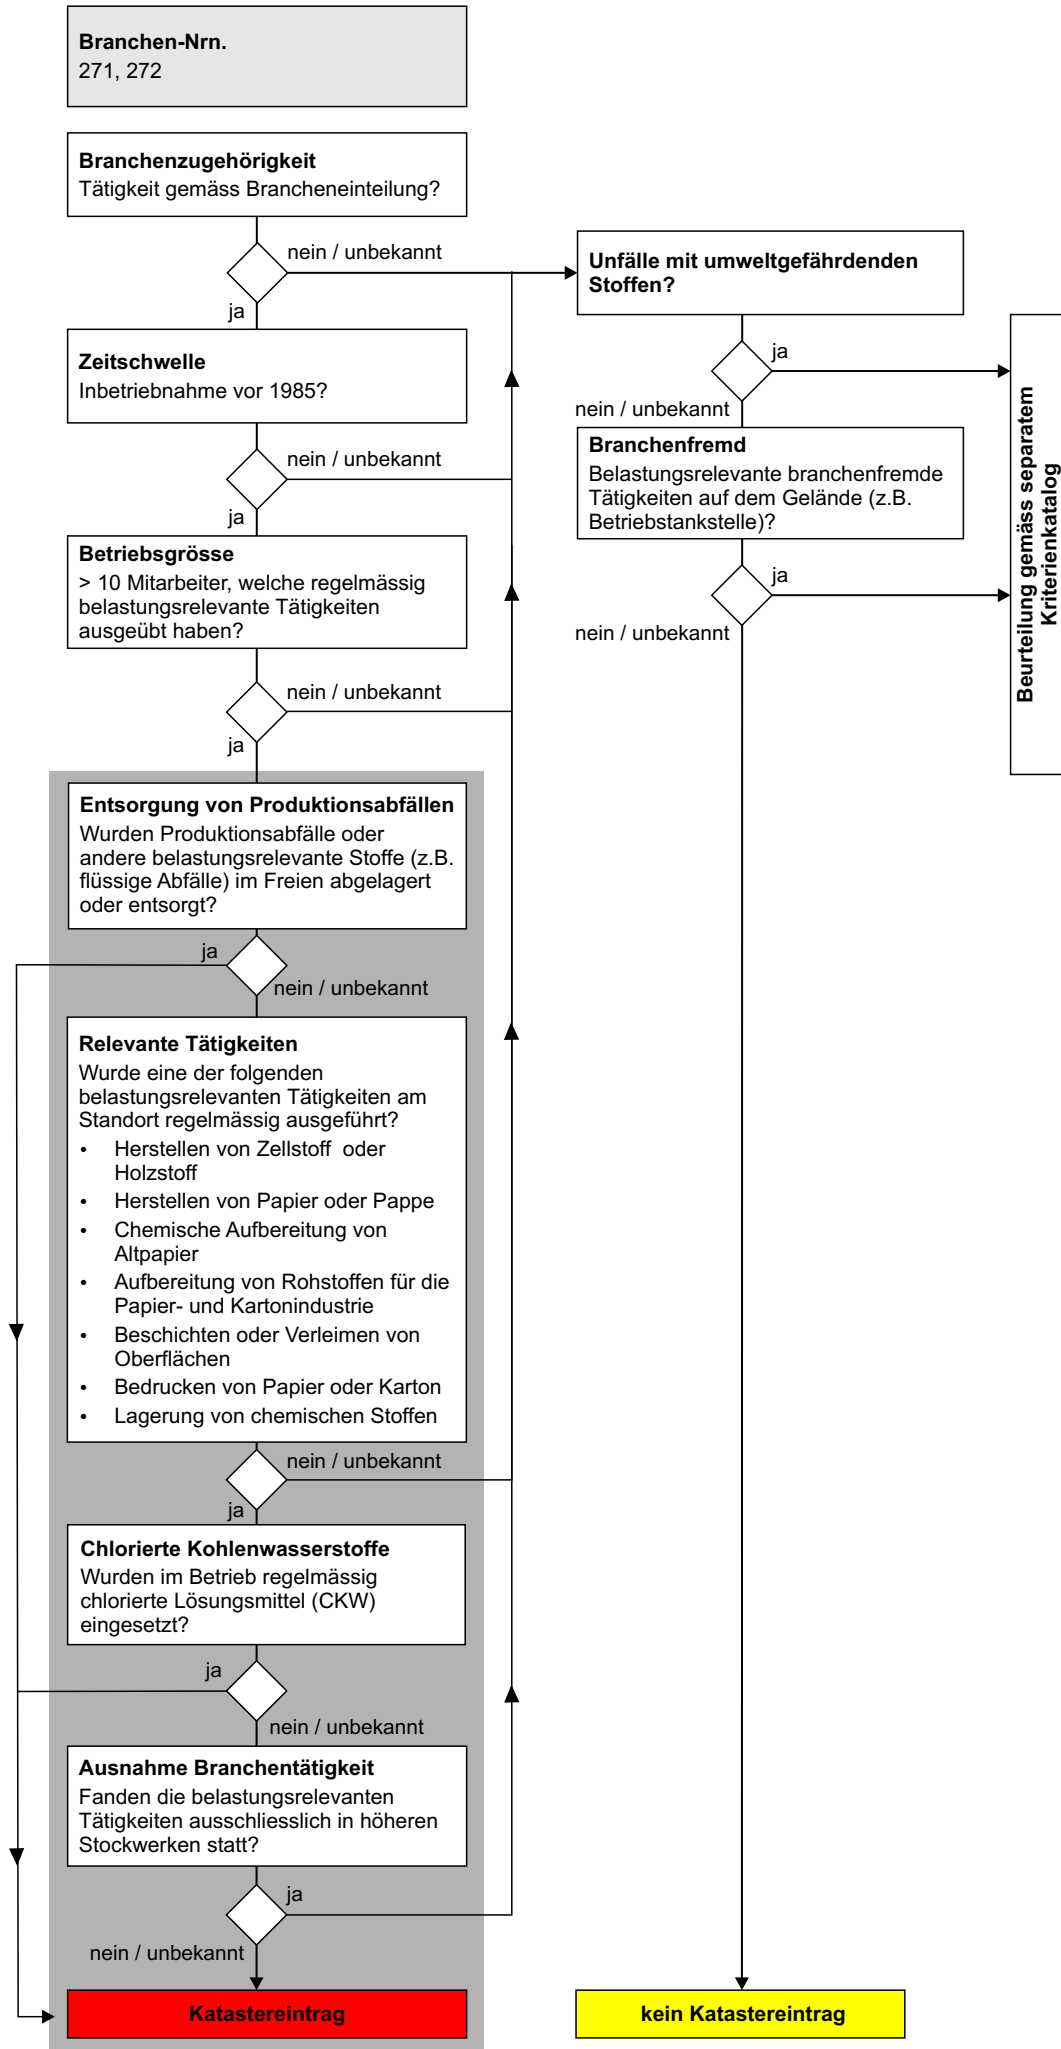 Branchen-Nrn.
271, 272
Branchenzugehörigkeit
Tätigkeit gemäss Brancheneinteilung?
nein / unbekannt
ja
Zeitschwelle
Inbetriebnahme vor 1985?
nein / unbekannt
ja
Betriebsgrösse
> 10 Mitarbeiter, welche regelmässig
belastungsrelevante Tätigkeiten
ausgeübt haben?
nein / unbekannt
ja
Entsorgung von Produktionsabfällen
Wurden Produktionsabfälle oder
andere belastungsrelevante Stoffe (z.B.
flüssige Abfälle) im Freien abgelagert
oder entsorgt?
ja
nein / unbekannt
Relevante Tätigkeiten
Wurde eine der folgenden
belastungsrelevanten Tätigkeiten am
Standort regelmässig ausgeführt?
• Herstellen von Zellstoff oder
Holzstoff
• Herstellen von Papier oder Pappe
• Chemische Aufbereitung von
Altpapier
• Aufbereitung von Rohstoffen für die
Papier- und Kartonindustrie
• Beschichten oder Verleimen von
Oberflächen
• Bedrucken von Papier oder Karton
• Lagerung von chemischen Stoffen
nein / unbekannt
ja
Chlorierte Kohlenwasserstoffe
Wurden im Betrieb regelmässig
chlorierte Lösungsmittel (CKW)
eingesetzt?
ja
nein / unbekannt
Ausnahme Branchentätigkeit
Fanden die belastungsrelevanten
Tätigkeiten ausschliesslich in höheren
Stockwerken statt?
ja
nein / unbekannt
Katastereintrag
Unfälle mit umweltgefährdenden
Stoffen?
ja
nein / unbekannt
Branchenfremd
Belastungsrelevante branchenfremde
Tätigkeiten auf dem Gelände (z.B.
Betriebstankstelle)?
ja
nein / unbekannt
kein Katastereintrag
Beurteilung gemäss separatem
Kriterienkatalog